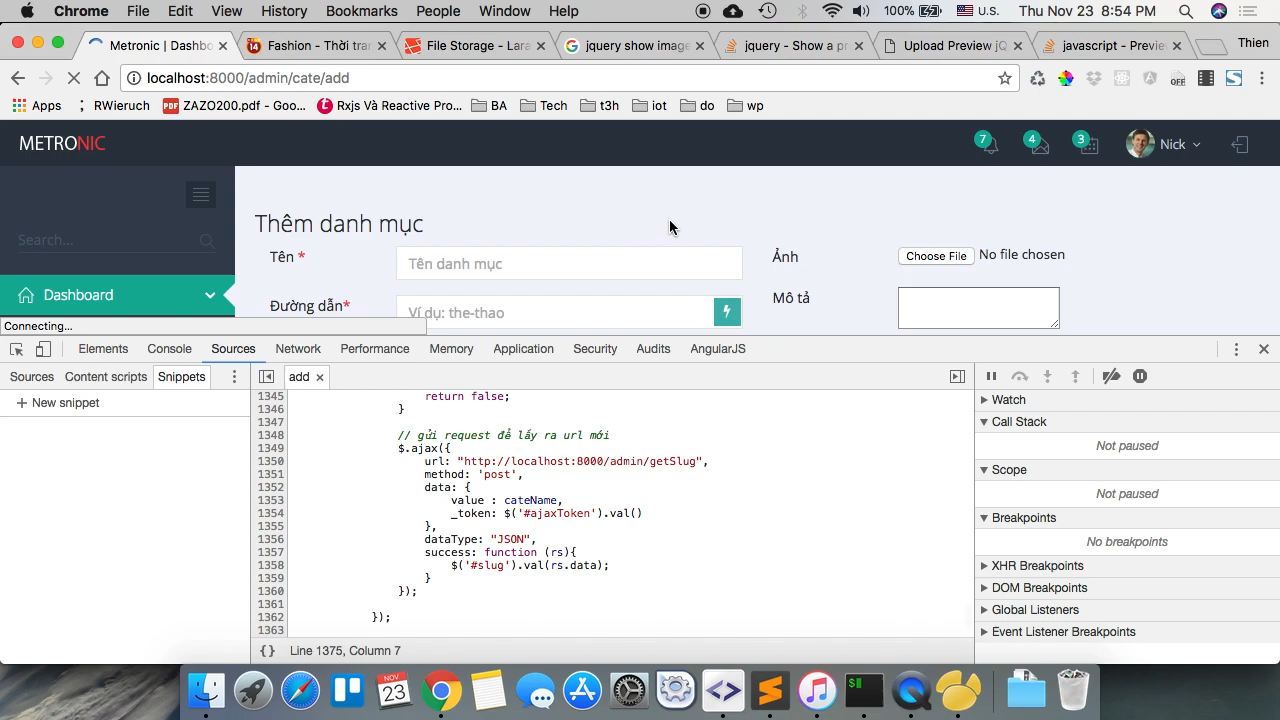 Chrome File Edit View History Bookmarks People Window Help 100% U.S. Thu Nov 23 8:54 PM
Metronic | Dashbo × Fashion - Thời tran × File Storage - Lara × jquery show image × jquery - Show a pr × Upload Preview jQ × javascript - Previe × Thien
localhost:8000/admin/cate/add OFF
Apps RWieruch ZAZO200.pdf - Goo... Rxjs Và Reactive Pro... BA Tech t3h iot do wp
METRONIC 7 4 3 Nick
Search...
Dashboard
Thêm danh mục
Tên * Tên danh mục Ảnh Choose File No file chosen
Đường dẫn* Ví dụ: the-thao Mô tả
Connecting...
Elements Console Sources Network Performance Memory Application Security Audits AngularJS
Sources Content scripts Snippets add ×
+ New snippet
1345 return false;
1346 }
1347
1348 // gửi request để lấy ra url mới
1349 $.ajax({
1350 url: "http://localhost:8000/admin/getSlug",
1351 method: 'post',
1352 data: {
1353 value : cateName,
1354 _token: $('#ajaxToken').val()
1355 },
1356 dataType: "JSON",
1357 success: function (rs){
1358 $('#slug').val(rs.data);
1359 }
1360 });
1361
1362 });
1363
{ } Line 1375, Column 7
Watch
Call Stack
Not paused
Scope
Not paused
Breakpoints
No breakpoints
XHR Breakpoints
DOM Breakpoints
Global Listeners
Event Listener Breakpoints
NOV
23